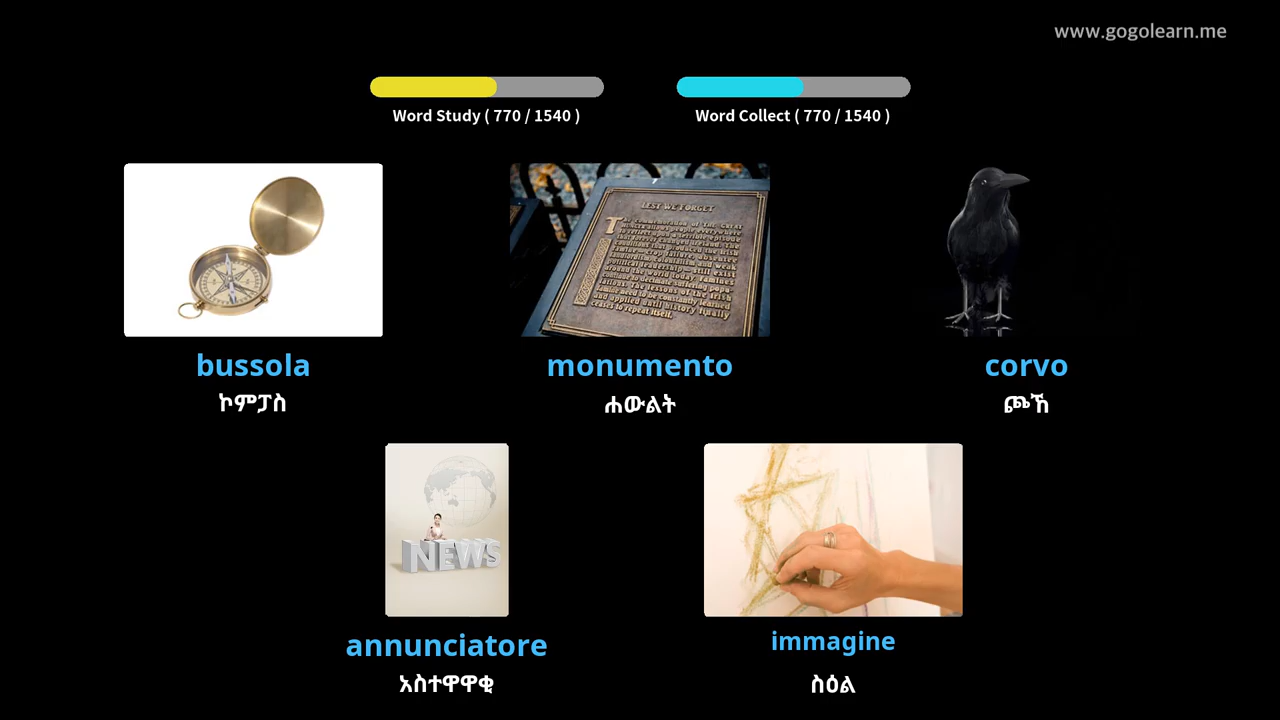 www.gogolearn.me
Word Study ( 770 / 1540 )
Word Collect ( 770 / 1540 )
LEST WE FORGET
bussola
monumento
corvo
ኮምፓስ
ሐውልት
ጮኸ
NEWS
annunciatore
immagine
አስተዋዋቂ
ስዕል